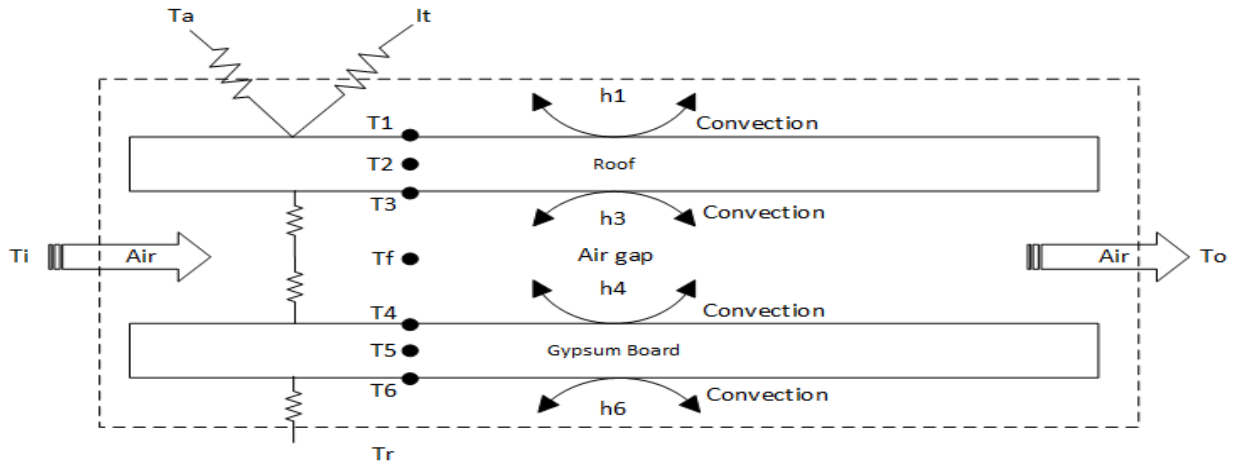 Ta
It
h1
T1
Convection
T2
Roof
T3
h3
Convection
Ti
Air
Tf
Air gap
Air
To
h4
T4
Convection
T5
Gypsum Board
T6
Convection
h6
Tr